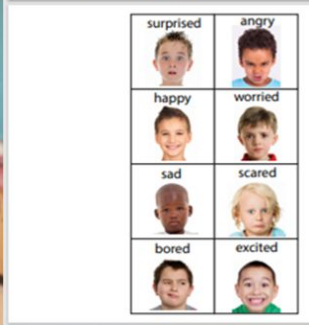 surprised angry
happy worried
sad scared
bored excited